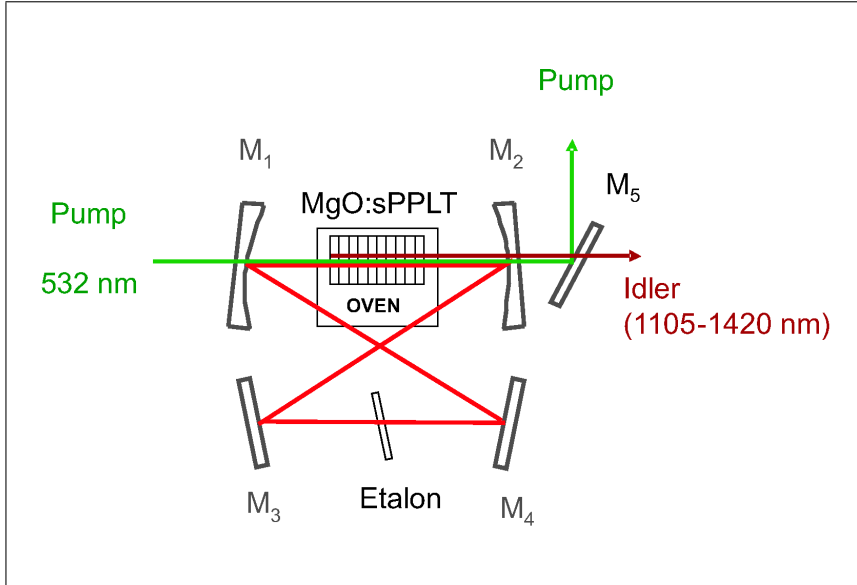 Pump
M₁
M₂
M₅
MgO:sPPLT
Pump
532 nm
OVEN
Idler
(1105-1420 nm)
M₃
Etalon
M₄